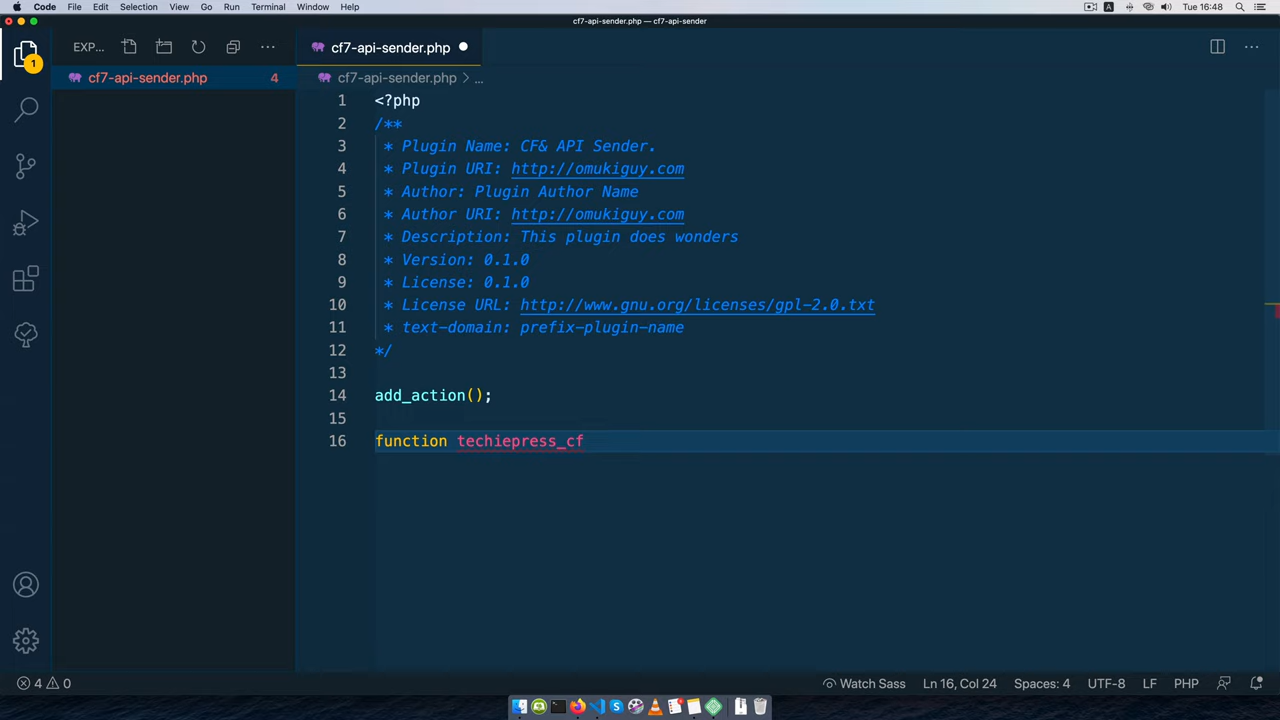 Code File Edit Selection View Go Run Terminal Window Help A Tue 16:48
cf7-api-sender.php — cf7-api-sender
1 EXP... cf7-api-sender.php
cf7-api-sender.php 4 cf7-api-sender.php > ...
1 <?php
2 /**
3 * Plugin Name: CF& API Sender.
4 * Plugin URI: http://omukiguy.com
5 * Author: Plugin Author Name
6 * Author URI: http://omukiguy.com
7 * Description: This plugin does wonders
8 * Version: 0.1.0
9 * License: 0.1.0
10 * License URL: http://www.gnu.org/licenses/gpl-2.0.txt
11 * text-domain: prefix-plugin-name
12 */
13
14 add_action();
15
16 function techiepress_cf
4 0 Watch Sass Ln 16, Col 24 Spaces: 4 UTF-8 LF PHP